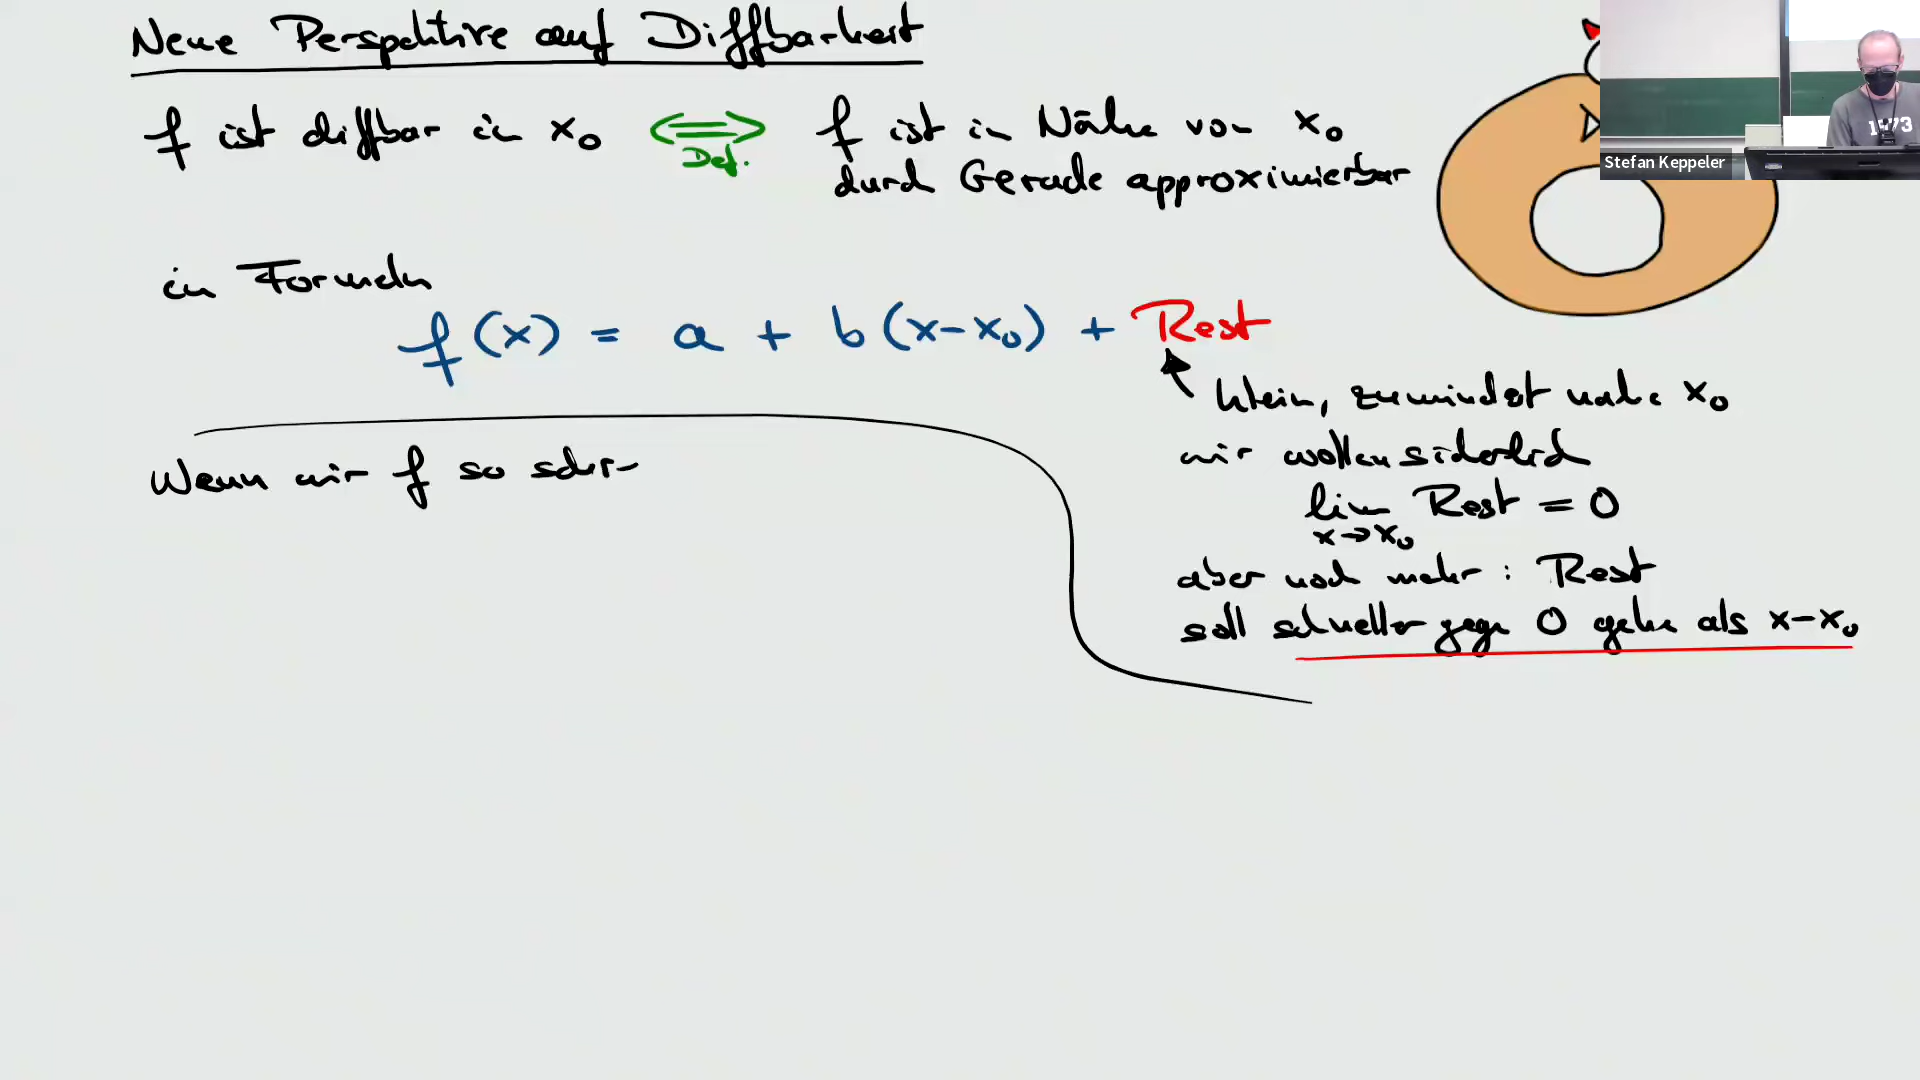 Neue Perspektive auf Diffbarkeit
f ist diffbar in x₀ ⟺ f ist in Nähe von x₀
Def.
durch Gerade approximierbar
in Formeln
f(x) = a + b(x-x₀) + Rest
klein, zumindest nahe x₀
wir wollen sicherlich
lim Rest = 0
x→x₀
aber noch mehr: Rest
soll schneller gegen 0 gehen als x-x₀
Wenn wir f so schr
Stefan Keppeler
1973